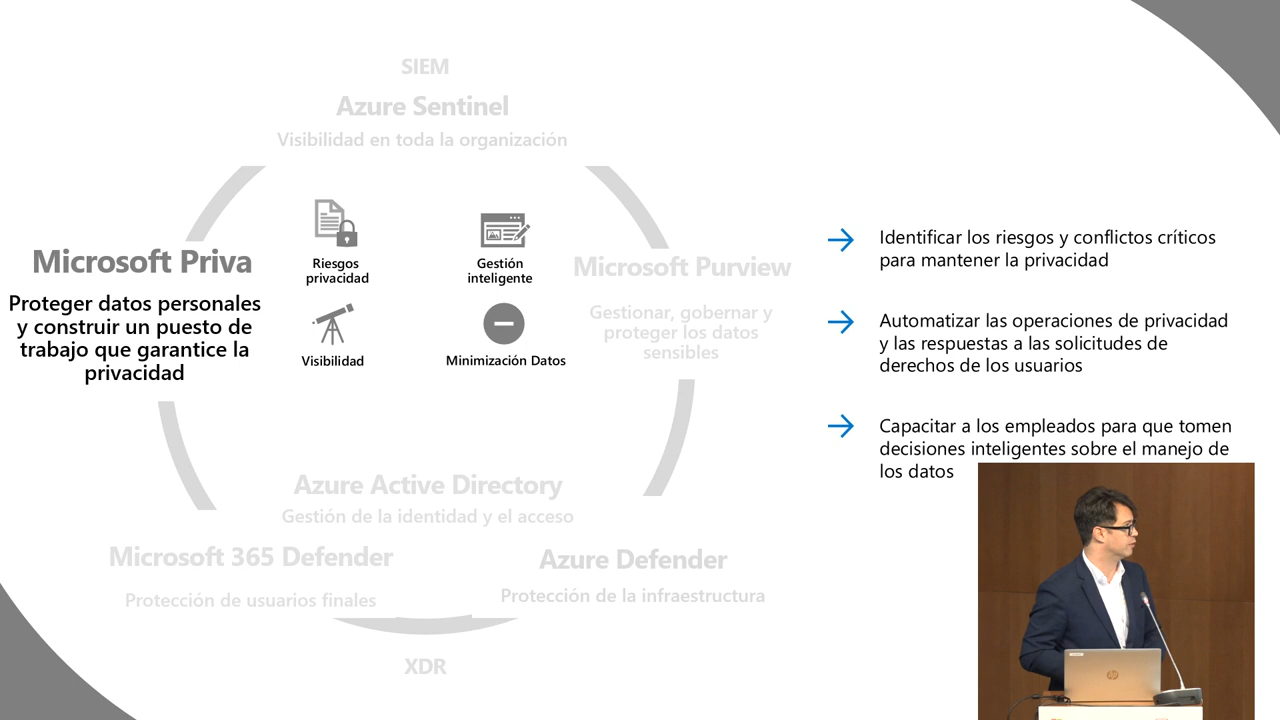 SIEM
Azure Sentinel
Visibilidad en toda la organización
Riesgos
privacidad
Gestión
inteligente
Visibilidad
Minimización Datos
Microsoft Priva
Proteger datos personales
y construir un puesto de
trabajo que garantice la
privacidad
Microsoft Purview
Gestionar, gobernar y
proteger los datos
sensibles
Azure Active Directory
Gestión de la identidad y el acceso
Microsoft 365 Defender
Protección de usuarios finales
Azure Defender
Protección de la infraestructura
XDR
Identificar los riesgos y conflictos críticos
para mantener la privacidad
Automatizar las operaciones de privacidad
y las respuestas a las solicitudes de
derechos de los usuarios
Capacitar a los empleados para que tomen
decisiones inteligentes sobre el manejo de
los datos
hp